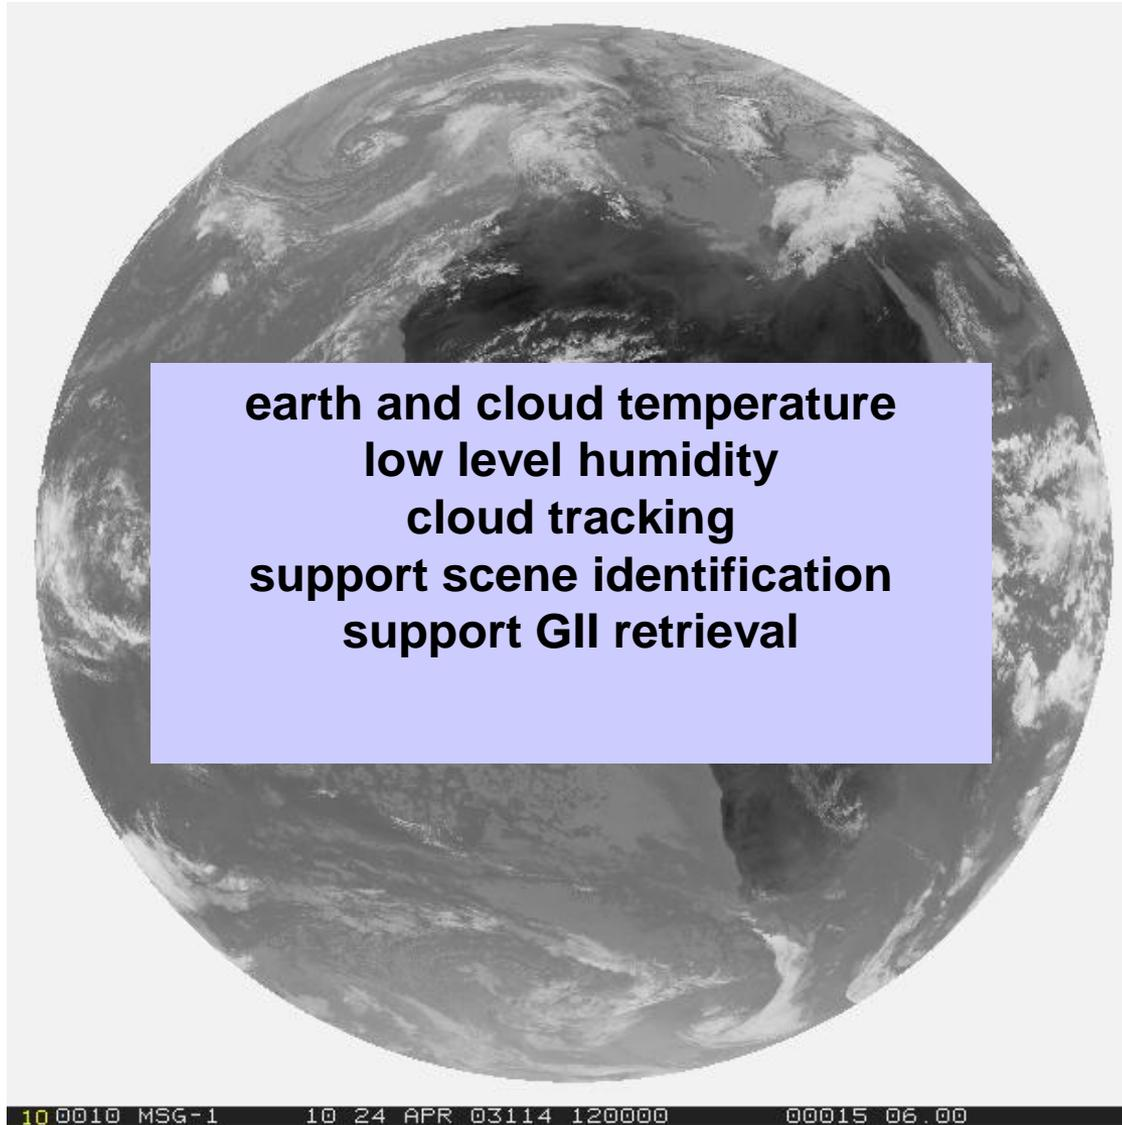 earth and cloud temperature
low level humidity
cloud tracking
support scene identification
support GII retrieval
10 0010 MSG-1 10 24 APR 03114 120000 00015 06.00